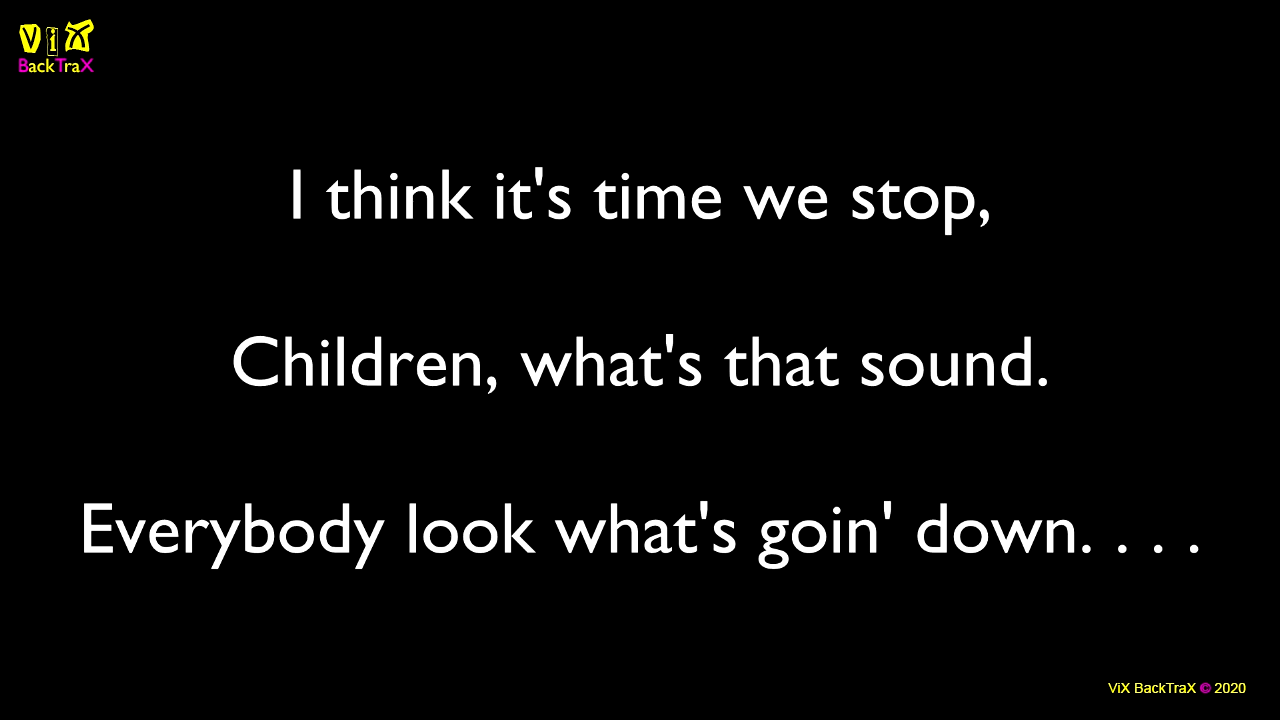 ViX
BackTraX
I think it's time we stop,
Children, what's that sound.
Everybody look what's goin' down. . . .
ViX BackTraX © 2020